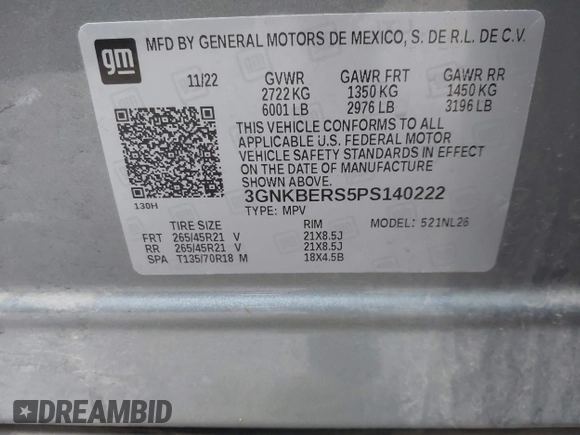 gm
MFD BY GENERAL MOTORS DE MEXICO, S. DE R.L. DE C.V.
11/22 GVWR GAWR FRT GAWR RR
2722 KG 1350 KG 1450 KG
6001 LB 2976 LB 3196 LB
THIS VEHICLE CONFORMS TO ALL
APPLICABLE U.S. FEDERAL MOTOR
VEHICLE SAFETY STANDARDS IN EFFECT
ON THE DATE OF MANUFACTURE
SHOWN ABOVE.
130H
3GNKBERS5PS140222
TYPE: MPV MODEL: 521NL26
TIRE SIZE RIM
FRT 265/45R21 V 21X8.5J
RR 265/45R21 V 21X8.5J
SPA T135/70R18 M 18X4.5B
DREAMBID